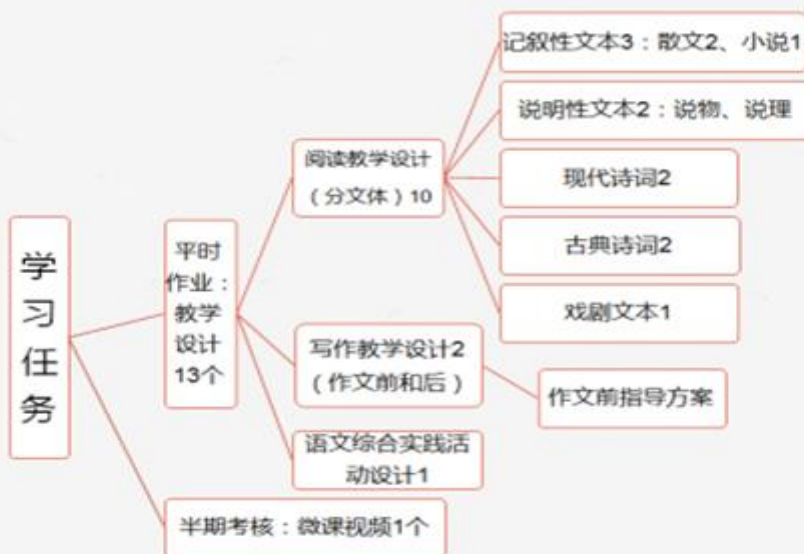 学
习
任
务
平时
作业：
教学
设计
13个
阅读教学设计
（分文体）10
记叙性文本3：散文2、小说1
说明性文本2：说物、说理
现代诗词2
古典诗词2
戏剧文本1
写作教学设计2
（作文前和后）
作文前指导方案
语文综合实践活
动设计1
半期考核：微课视频1个